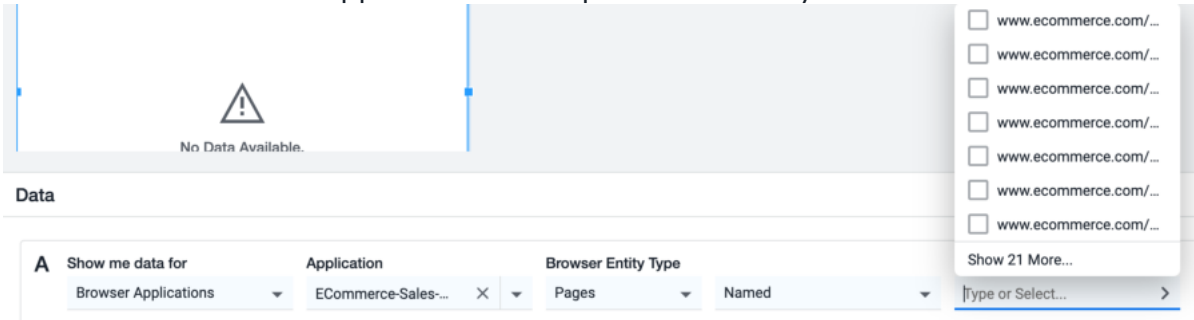 www.ecommerce.com/...
www.ecommerce.com/...
www.ecommerce.com/...
www.ecommerce.com/...
No Data Available.
www.ecommerce.com/...
www.ecommerce.com/...
Data
www.ecommerce.com/...
A Show me data for Application Browser Entity Type Show 21 More...
Browser Applications ECommerce-Sales-... Pages Named Type or Select...